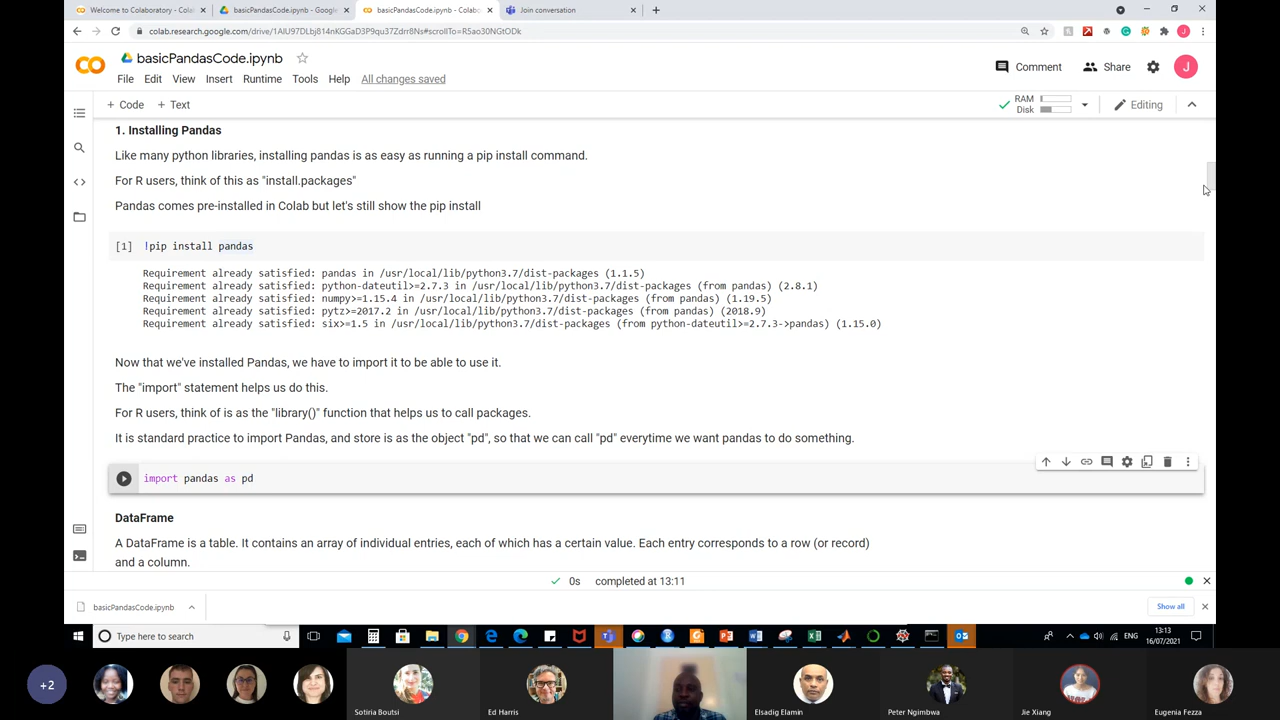 Welcome to Colaboratory - Colab
basicPandasCode.ipynb - Google
basicPandasCode.ipynb - Colab
Join conversation
colab.research.google.com/drive/1AlU97DLbj814nKGGaD3P9qu37Zdrr8Ns#scrollTo=R5ao30NGtODk
basicPandasCode.ipynb
CO
File Edit View Insert Runtime Tools Help All changes saved
Comment Share J
+ Code + Text
RAM
Disk
Editing
1. Installing Pandas
Like many python libraries, installing pandas is as easy as running a pip install command.
For R users, think of this as "install.packages"
Pandas comes pre-installed in Colab but let's still show the pip install
[1] !pip install pandas
Requirement already satisfied: pandas in /usr/local/lib/python3.7/dist-packages (1.1.5)
Requirement already satisfied: python-dateutil>=2.7.3 in /usr/local/lib/python3.7/dist-packages (from pandas) (2.8.1)
Requirement already satisfied: numpy>=1.15.4 in /usr/local/lib/python3.7/dist-packages (from pandas) (1.19.5)
Requirement already satisfied: pytz>=2017.2 in /usr/local/lib/python3.7/dist-packages (from pandas) (2018.9)
Requirement already satisfied: six>=1.5 in /usr/local/lib/python3.7/dist-packages (from python-dateutil>=2.7.3->pandas) (1.15.0)
Now that we've installed Pandas, we have to import it to be able to use it.
The "import" statement helps us do this.
For R users, think of is as the "library()" function that helps us to call packages.
It is standard practice to import Pandas, and store is as the object "pd", so that we can call "pd" everytime we want pandas to do something.
import pandas as pd
DataFrame
A DataFrame is a table. It contains an array of individual entries, each of which has a certain value. Each entry corresponds to a row (or record)
and a column.
0s completed at 13:11
basicPandasCode.ipynb
Show all
Type here to search
ENG
13:13
16/07/2021
+2
Sotiria Boutsi
Ed Harris
Elsadig Elamin
Peter Ngimbwa
Jie Xiang
Eugenia Fezza